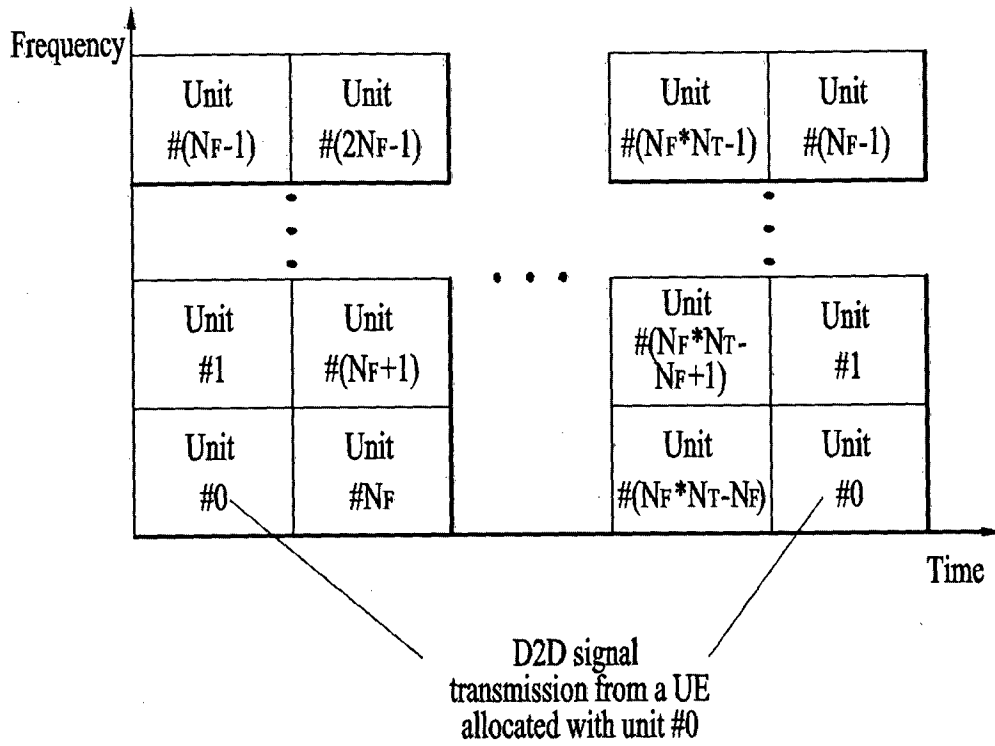 Frequency
Unit
#(NF-1)
Unit
#(2NF-1)
Unit
#(NF*NT-1)
Unit
#(NF-1)
Unit
#1
Unit
#(NF+1)
Unit
#(NF*NT-
NF+1)
Unit
#1
Unit
#0
Unit
#NF
Unit
#(NF*NT-NF)
Unit
#0
Time
D2D signal
transmission from a UE
allocated with unit #0